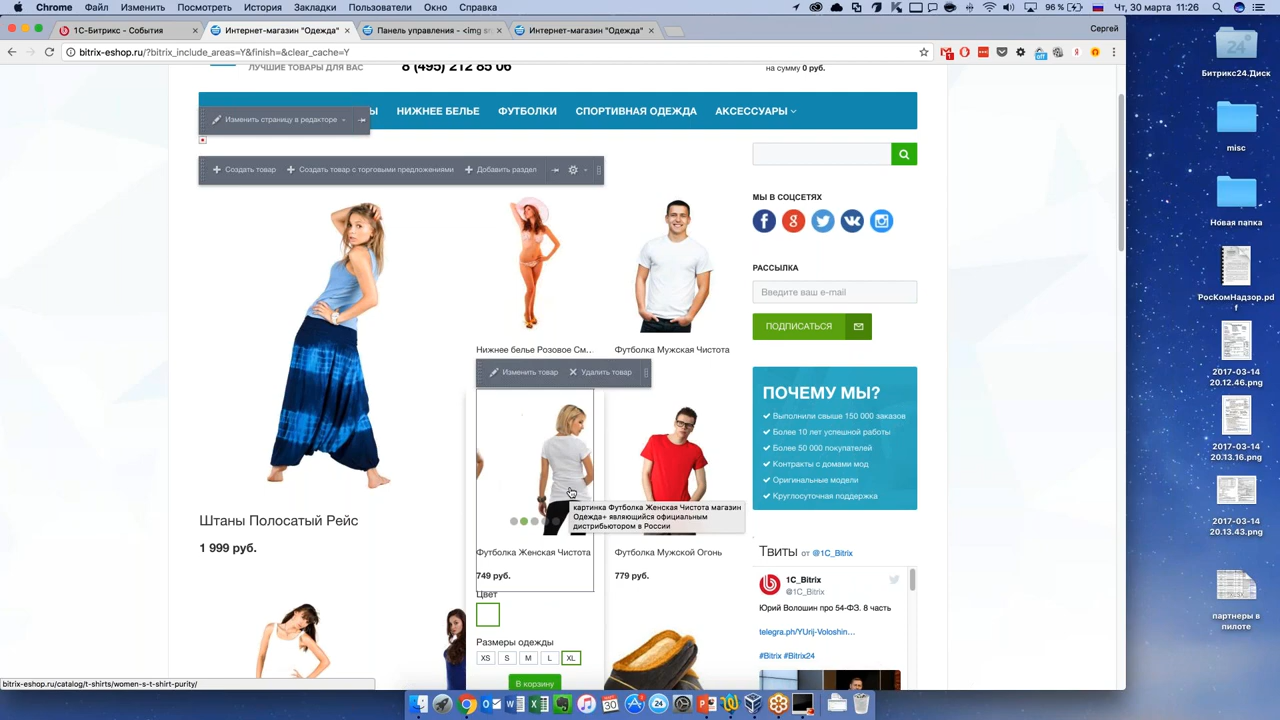 Chrome Файл Изменить Просмотреть История Закладки Пользователи Окно Справка
96 % Чт, 30 марта 11:26
1С-Битрикс - События
Интернет-магазин "Одежда"
Панель управления - <img s
Интернет-магазин "Одежда"
Сергей
bitrix-eshop.ru/?bitrix_include_areas=Y&finish=&clear_cache=Y
ЛУЧШИЕ ТОВАРЫ ДЛЯ ВАС
8 (495) 212 85 06
на сумму 0 руб.
Ы НИЖНЕЕ БЕЛЬЕ ФУТБОЛКИ СПОРТИВНАЯ ОДЕЖДА АКСЕССУАРЫ
Изменить страницу в редакторе
Создать товар Создать товар с торговыми предложениями Добавить раздел
МЫ В СОЦСЕТЯХ
РАССЫЛКА
Введите ваш e-mail
ПОДПИСАТЬСЯ
Нижнее белье Розовое См...
Футболка Мужская Чистота
Изменить товар Удалить товар
ПОЧЕМУ МЫ?
Выполнили свыше 150 000 заказов
Более 10 лет успешной работы
Более 50 000 покупателей
Контракты с домами мод
Оригинальные модели
Круглосуточная поддержка
картинка Футболка Женская Чистота магазин
Одежда+ являющийся официальным
дистрибьютором в России
Штаны Полосатый Рейс
1 999 руб.
Футболка Женская Чистота
749 руб.
Футболка Мужской Огонь
779 руб.
Цвет
Размеры одежды
XS S M L XL
В корзину
Твиты от @1C_Bitrix
1C_Bitrix
@1C_Bitrix
Юрий Волошин про 54-ФЗ. 8 часть
telegra.ph/YUrij-Voloshin...
#Bitrix #Bitrix24
bitrix-eshop.ru/catalog/t-shirts/women-s-t-shirt-purity/
24
Битрикс24.Диск
misc
Новая папка
РосКомНадзор.pd
f
2017-03-14
20.12.46.png
2017-03-14
20.13.16.png
2017-03-14
20.13.43.png
партнеры в
пилоте